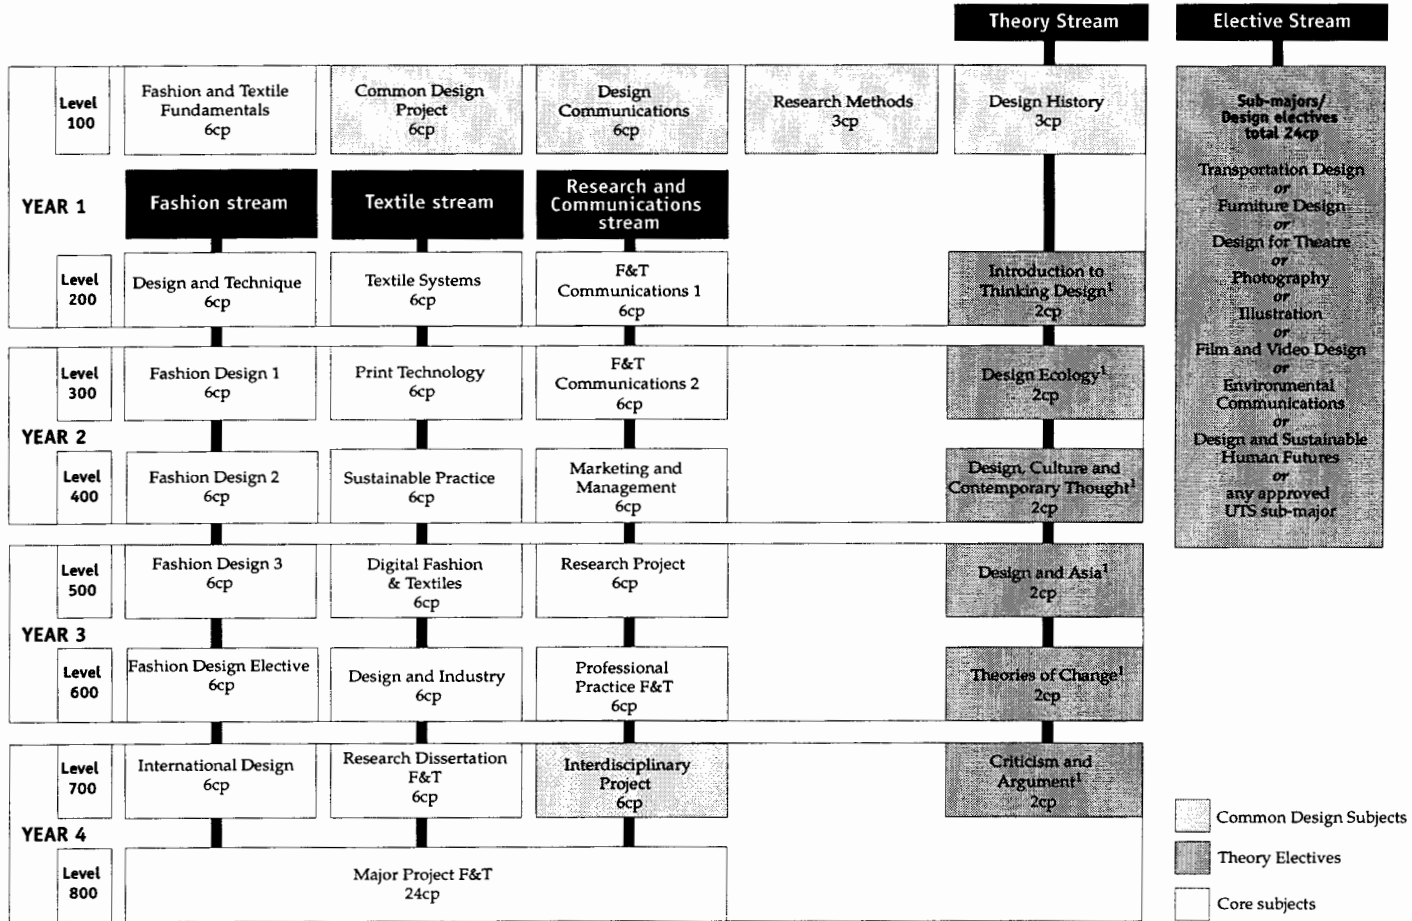 Theory Stream
Elective Stream
Level
100
Fashion and Textile
Fundamentals
6cp
Common Design
Project
6cp
Design
Communications
6cp
Research Methods
3cp
Design History
3cp
Sub-majors/
Design electives
total 24cp
Transportation Design
or
Furniture Design
or
Design for Theatre
or
Photography
or
Illustration
or
Film and Video Design
or
Environmental
Communications
or
Design and Sustainable
Human Futures
or
any approved
UTS sub-major
YEAR 1
Fashion stream
Textile stream
Research and
Communications
stream
Level
200
Design and Technique
6cp
Textile Systems
6cp
F&T
Communications 1
6cp
Introduction to
Thinking Design¹
2cp
YEAR 2
Level
300
Fashion Design 1
6cp
Print Technology
6cp
F&T
Communications 2
6cp
Design Ecology¹
2cp
Level
400
Fashion Design 2
6cp
Sustainable Practice
6cp
Marketing and
Management
6cp
Design, Culture and
Contemporary Thought¹
2cp
YEAR 3
Level
500
Fashion Design 3
6cp
Digital Fashion
& Textiles
6cp
Research Project
6cp
Design and Asia¹
2cp
Level
600
Fashion Design Elective
6cp
Design and Industry
6cp
Professional
Practice F&T
6cp
Theories of Change¹
2cp
YEAR 4
Level
700
International Design
6cp
Research Dissertation
F&T
6cp
Interdisciplinary
Project
6cp
Criticism and
Argument¹
2cp
Level
800
Major Project F&T
24cp
Common Design Subjects
Theory Electives
Core subjects